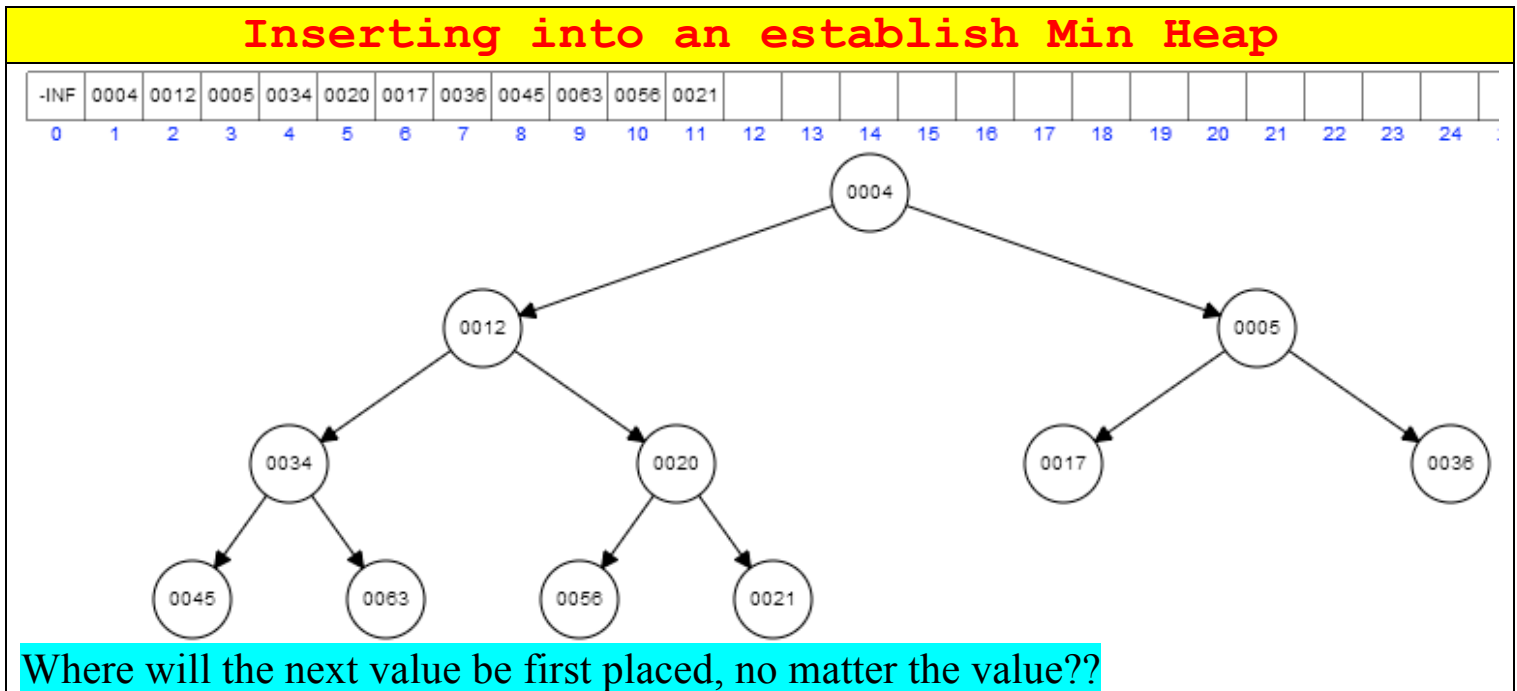 Inserting into an establish Min Heap
-INF 0004 0012 0005 0034 0020 0017 0036 0045 0063 0056 0021
0 1 2 3 4 5 6 7 8 9 10 11 12 13 14 15 16 17 18 19 20 21 22 23 24
0004
0012 0005
0034 0020 0017 0036
0045 0063 0056 0021
Where will the next value be first placed, no matter the value??